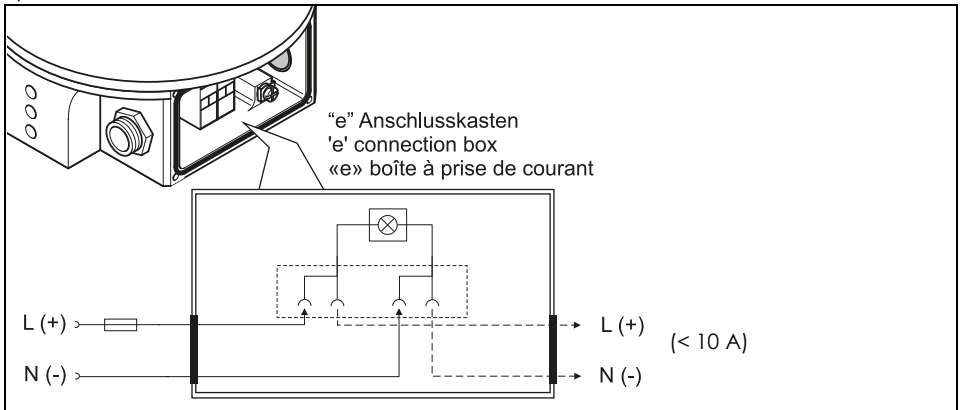 “e” Anschlusskasten
'e' connection box
«e» boîte à prise de courant
L (+)
L (+)
(< 10 A)
N (-)
N (-)